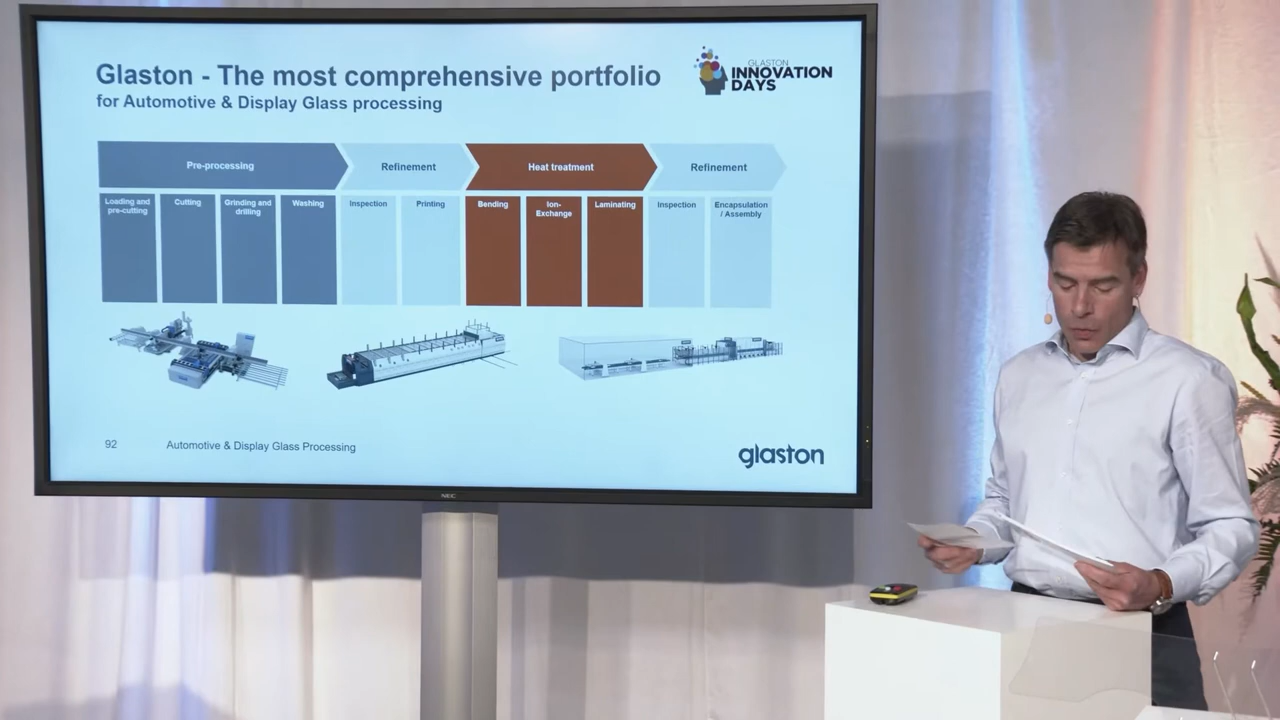 Glaston - The most comprehensive portfolio
for Automotive & Display Glass processing
GLASTON
INNOVATION
DAYS
Pre-processing
Refinement
Heat treatment
Refinement
Loading and
pre-cutting
Cutting
Grinding and
drilling
Washing
Inspection
Printing
Bending
Ion-
Exchange
Laminating
Inspection
Encapsulation
/ Assembly
92
Automotive & Display Glass Processing
glaston
NEC